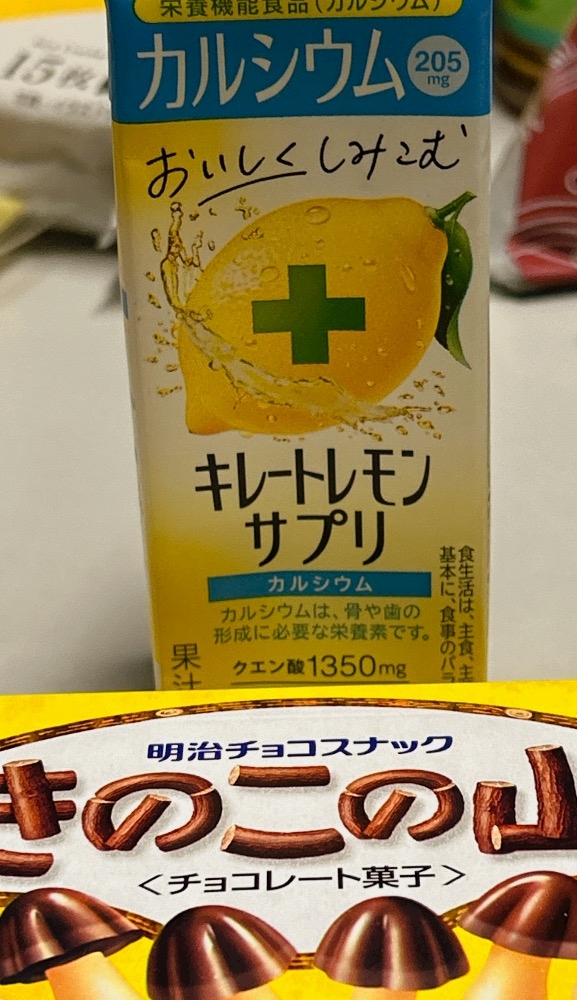 栄養機能食品(カルシウム)
カルシウム
205
mg
おいしくしみこむ
キレートレモン
サプリ
カルシウム
カルシウムは、骨や歯の
形成に必要な栄養素です。
クエン酸1350mg
食生活は、主食、主
基本に、食事のバラ
果汁
15枚
明治チョコスナック
きのこの山
<チョコレート菓子>